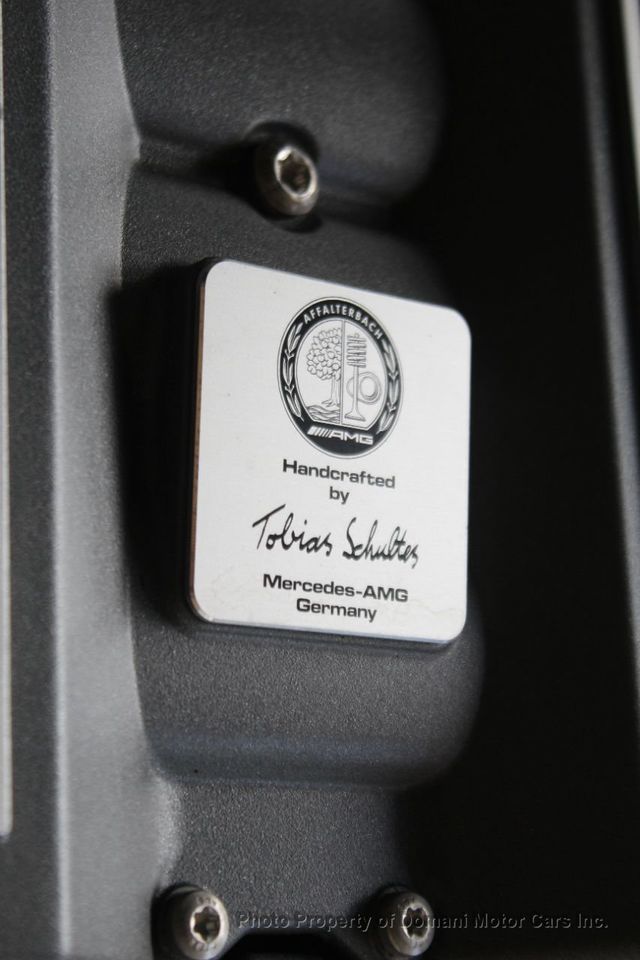 AFFALTERBACH
AMG
Handcrafted
by
Tobias Schultes
Mercedes-AMG
Germany
Photo Property of Domani Motor Cars Inc.